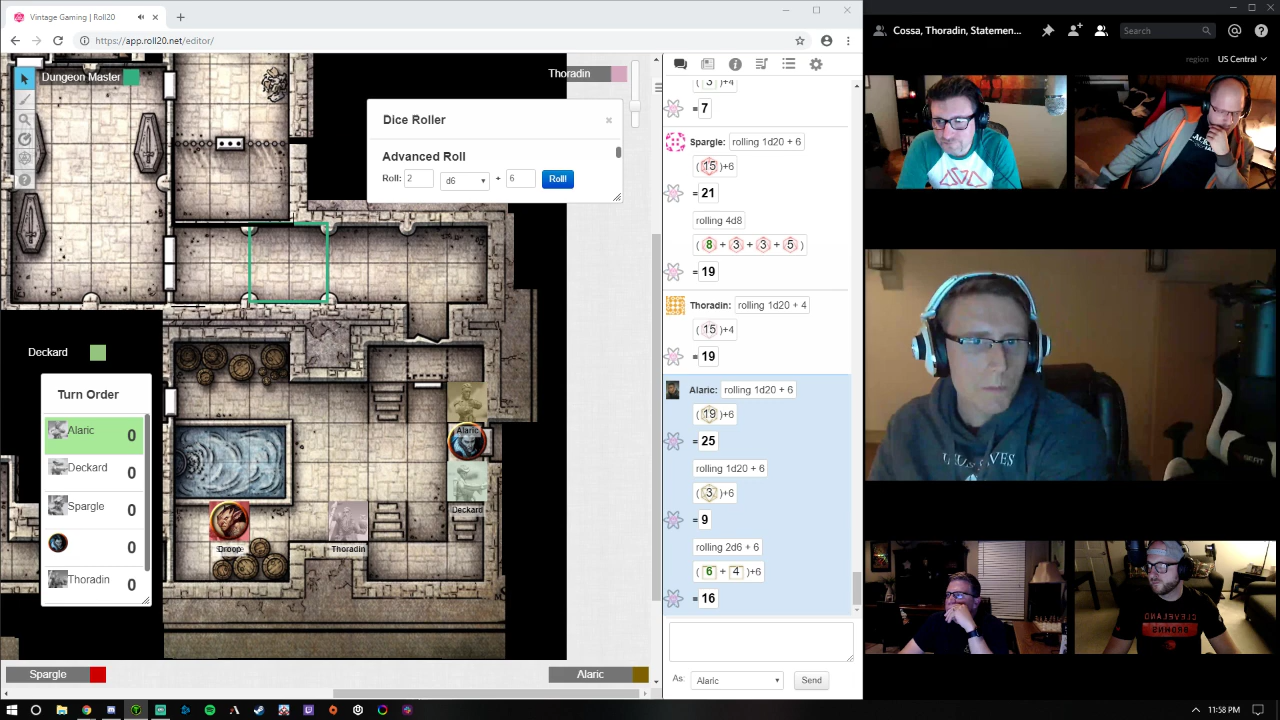 Vintage Gaming | Roll20
https://app.roll20.net/editor/
Dungeon Master
Thoradin
Dice Roller
Advanced Roll
Roll: 2 d6 + 6 Roll!
Deckard
Turn Order
Alaric 0
Deckard 0
Spargle 0
0
Thoradin 0
Alaric
Deckard
Droop
Thoradin
Spargle
Alaric
( 3 )+4
= 7
Spargle: rolling 1d20 + 6
( 15 )+6
= 21
rolling 4d8
( 8 + 3 + 3 + 5 )
= 19
Thoradin: rolling 1d20 + 4
( 15 )+4
= 19
Alaric: rolling 1d20 + 6
( 19 )+6
= 25
rolling 1d20 + 6
( 3 )+6
= 9
rolling 2d6 + 6
( 6 + 4 )+6
= 16
As: Alaric Send
Cossa, Thoradin, Statemen...
Search
region US Central
CLEVELAND
BROWNS
11:58 PM